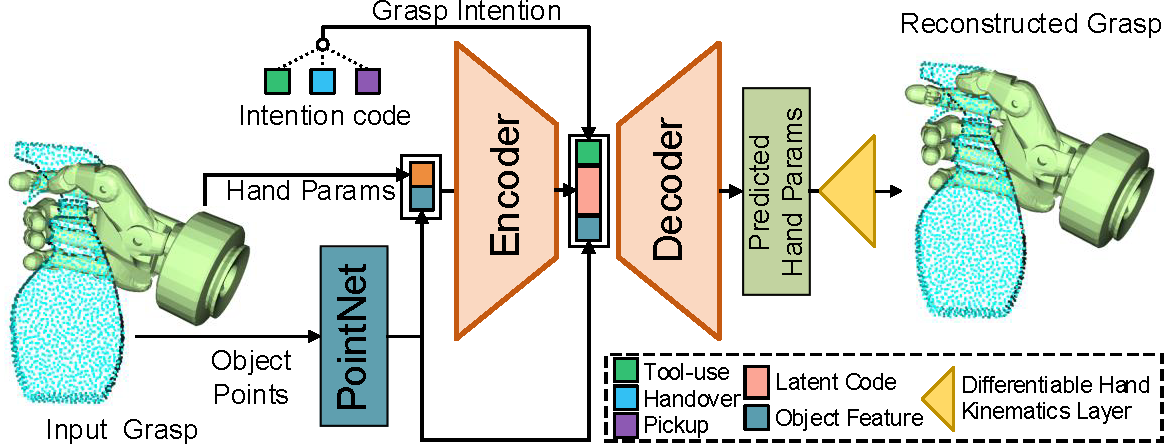 Grasp Intention
Reconstructed Grasp
Intention code
Hand Params
Encoder
Decoder
Predicted
Hand Params
PointNet
Object
Points
Input Grasp
Tool-use
Handover
Pickup
Latent Code
Object Feature
Differentiable Hand
Kinematics Layer